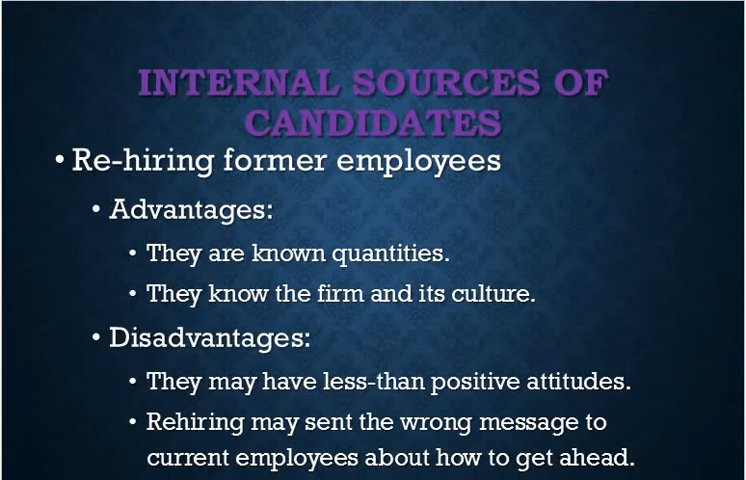 INTERNAL SOURCES OF
CANDIDATES
• Re-hiring former employees
• Advantages:
• They are known quantities.
• They know the firm and its culture.
• Disadvantages:
• They may have less-than positive attitudes.
• Rehiring may sent the wrong message to
current employees about how to get ahead.